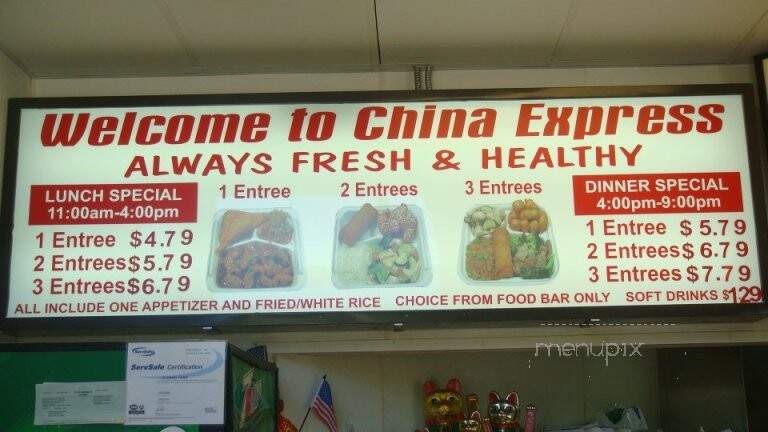 Welcome to China Express
ALWAYS FRESH & HEALTHY
LUNCH SPECIAL
11:00am-4:00pm
1 Entree $4.79
2 Entrees $5.79
3 Entrees $6.79
1 Entree
2 Entrees
3 Entrees
DINNER SPECIAL
4:00pm-9:00pm
1 Entree $5.79
2 Entrees $6.79
3 Entrees $7.79
ALL INCLUDE ONE APPETIZER AND FRIED/WHITE RICE CHOICE FROM FOOD BAR ONLY SOFT DRINKS $1.29
menupix
ServSafe
ServSafe Certification